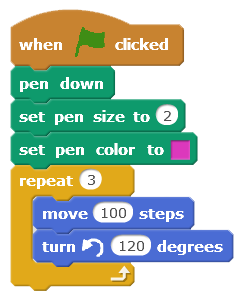 when clicked
pen down
set pen size to 2
set pen color to
repeat 3
move 100 steps
turn 120 degrees